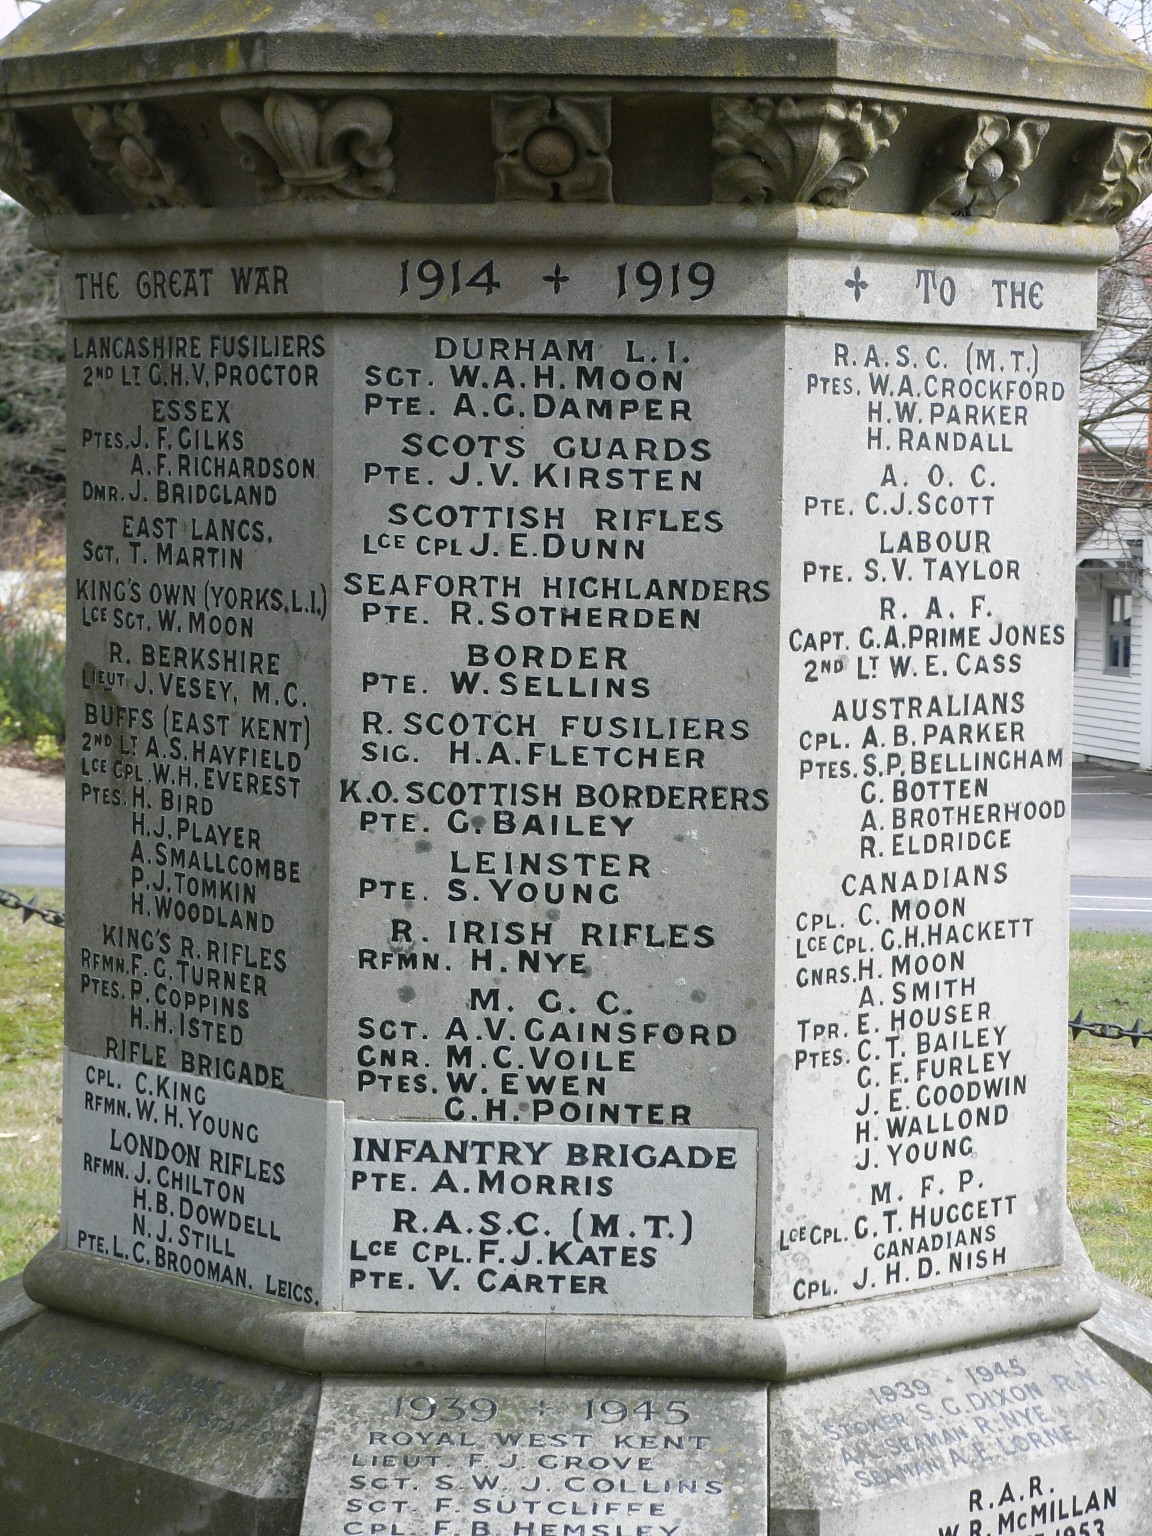 THE GREAT WAR
LANCASHIRE FUSILIERS
2ND LT G.H.V. PROCTOR
ESSEX
PTES. J. F. GILKS
A. F. RICHARDSON
DMR. J. BRIDGLAND
EAST LANCS.
SGT. T. MARTIN
KING'S OWN (YORKS. L.I.)
LCE SGT. W. MOON
R. BERKSHIRE
LIEUT J. VESEY, M.C.
BUFFS (EAST KENT)
2ND LT A.S. HAYFIELD
LCE CPL. W.H. EVEREST
PTES. H. BIRD
H.J. PLAYER
A. SMALLCOMBE
P.J. TOMKIN
H. WOODLAND
KING'S R. RIFLES
RFMN. F. G. TURNER
PTES. P. COPPINS
H.H. ISTED
RIFLE BRIGADE
CPL. C. KING
RFMN. W. H. YOUNG
LONDON RIFLES
RFMN. J. CHILTON
H.B. DOWDELL
N. J. STILL
PTE. L. C. BROOMAN. LEICS.
1914 + 1919
DURHAM L. I.
SGT. W.A.H. MOON
PTE. A.G. DAMPER
SCOTS GUARDS
PTE. J.V. KIRSTEN
SCOTTISH RIFLES
LCE CPL J.E. DUNN
SEAFORTH HIGHLANDERS
PTE. R. SOTHERDEN
BORDER
PTE. W. SELLINS
R. SCOTCH FUSILIERS
SIG. H.A. FLETCHER
K.O. SCOTTISH BORDERERS
PTE. G. BAILEY
LEINSTER
PTE. S. YOUNG
R. IRISH RIFLES
RFMN. H. NYE
M. G. C.
SGT. A.V. GAINSFORD
GNR. M.C. VOILE
PTES. W. EWEN
G.H. POINTER
INFANTRY BRIGADE
PTE. A. MORRIS
R.A.S.C. (M.T.)
LCE CPL. F. J. KATES
PTE. V. CARTER
+ TO THE
R.A.S.C. (M.T.)
PTES. W.A. CROCKFORD
H.W. PARKER
H. RANDALL
A. O. C.
PTE. C.J. SCOTT
LABOUR
PTE. S.V. TAYLOR
R. A. F.
CAPT. G.A. PRIME JONES
2ND LT W. E. CASS
AUSTRALIANS
CPL. A. B. PARKER
PTES. S.P. BELLINGHAM
G. BOTTEN
A. BROTHERHOOD
R. ELDRIDGE
CANADIANS
CPL. C. MOON
LCE CPL. G.H. HACKETT
GNRS. H. MOON
A. SMITH
TPR. E. HOUSER
PTES. C. T. BAILEY
G. E. FURLEY
J. E. GOODWIN
H. WALLOND
J. YOUNG
M. F. P.
LCE CPL. G. T. HUGGETT
CANADIANS
CPL. J. H. D. NISH
1939 + 1945
ROYAL WEST KENT
LIEUT. F. J. GROVE
SGT. S. W. J. COLLINS
SGT. F. SUTCLIFFE
CPL. F. B. HEMSLEY
1939 - 1945
STOKER S. G. DIXON R.N.
A/L. SEAMAN R. NYE
SEAMAN A. E. LORNE
R.A.R.
W. R. MCMILLAN
1953